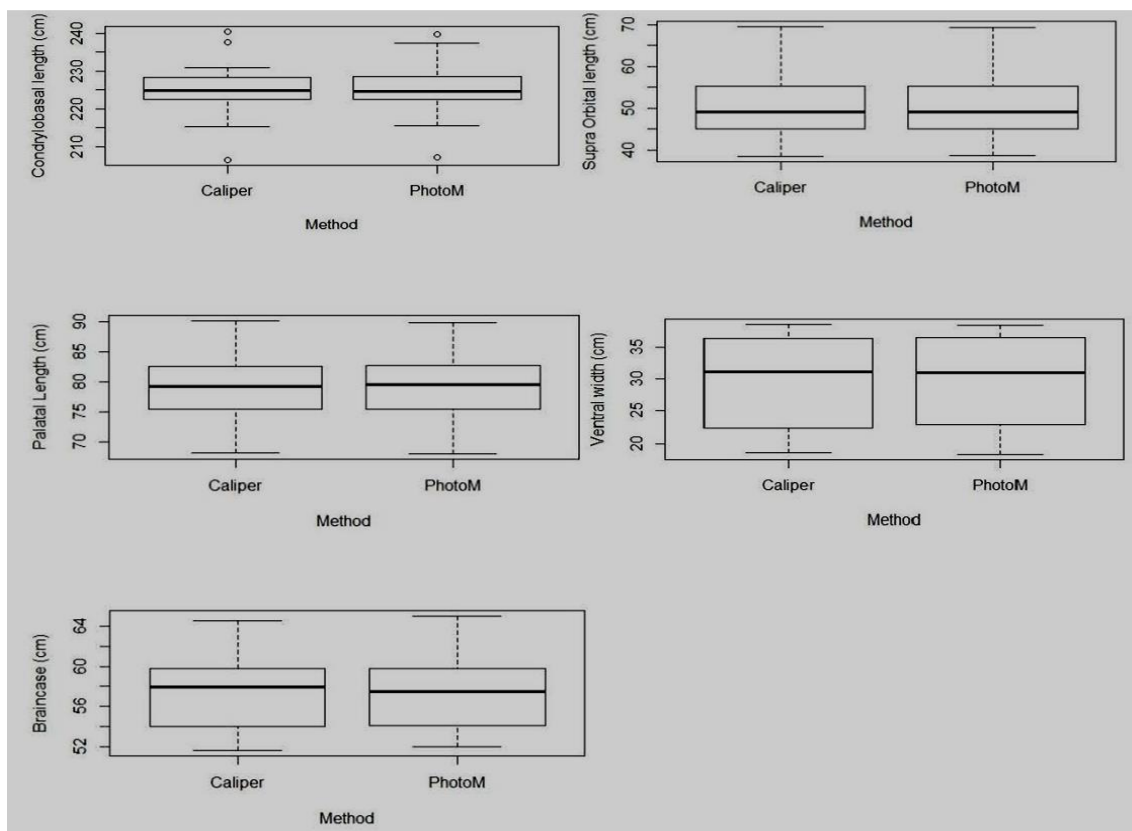 Condrylobasal length (cm)
240
230
220
210
Caliper
PhotoM
Method
Supra Orbital length (cm)
70
60
50
40
Caliper
PhotoM
Method
Palatal Length (cm)
90
85
80
75
70
Caliper
PhotoM
Method
Ventral width (cm)
35
30
25
20
Caliper
PhotoM
Method
Braincase (cm)
64
60
56
52
Caliper
PhotoM
Method